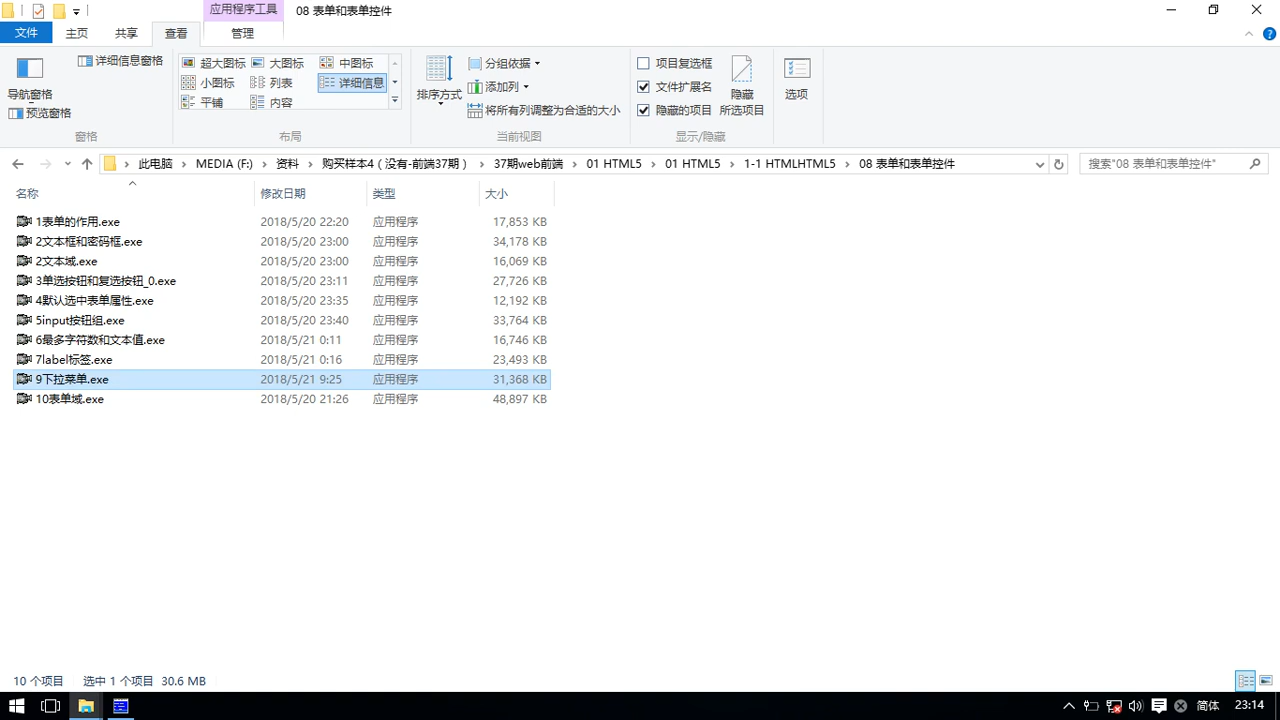 应用程序工具 08 表单和表单控件
文件 主页 共享 查看 管理
导航窗格
预览窗格
详细信息窗格
窗格
超大图标 大图标 中图标
小图标 列表 详细信息
平铺 内容
布局
排序方式
分组依据
添加列
将所有列调整为合适的大小
当前视图
项目复选框
文件扩展名
隐藏的项目
隐藏
所选项目
显示/隐藏
选项
此电脑 MEDIA (F:) 资料 购买样本4（没有-前端37期） 37期web前端 01 HTML5 01 HTML5 1-1 HTMLHTML5 08 表单和表单控件 搜索"08 表单和表单控件"
名称 修改日期 类型 大小
1表单的作用.exe 2018/5/20 22:20 应用程序 17,853 KB
2文本框和密码框.exe 2018/5/20 23:00 应用程序 34,178 KB
2文本域.exe 2018/5/20 23:00 应用程序 16,069 KB
3单选按钮和复选按钮_0.exe 2018/5/20 23:11 应用程序 27,726 KB
4默认选中表单属性.exe 2018/5/20 23:35 应用程序 12,192 KB
5input按钮组.exe 2018/5/20 23:40 应用程序 33,764 KB
6最多字符数和文本值.exe 2018/5/21 0:11 应用程序 16,746 KB
7label标签.exe 2018/5/21 0:16 应用程序 23,493 KB
9下拉菜单.exe 2018/5/21 9:25 应用程序 31,368 KB
10表单域.exe 2018/5/20 21:26 应用程序 48,897 KB
10 个项目 选中 1 个项目 30.6 MB
简体 23:14